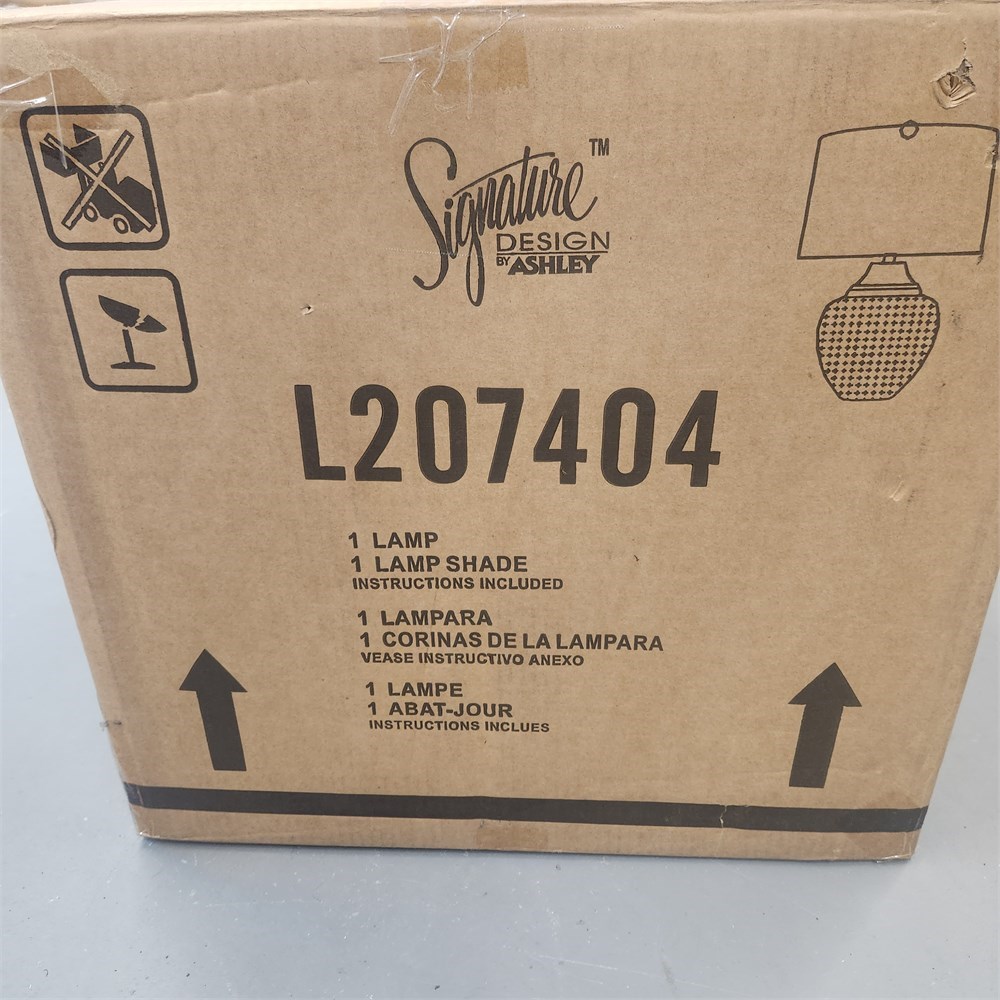 Signature™
DESIGN
BY ASHLEY
L207404
1 LAMP
1 LAMP SHADE
INSTRUCTIONS INCLUDED
1 LAMPARA
1 CORINAS DE LA LAMPARA
VEASE INSTRUCTIVO ANEXO
1 LAMPE
1 ABAT-JOUR
INSTRUCTIONS INCLUES